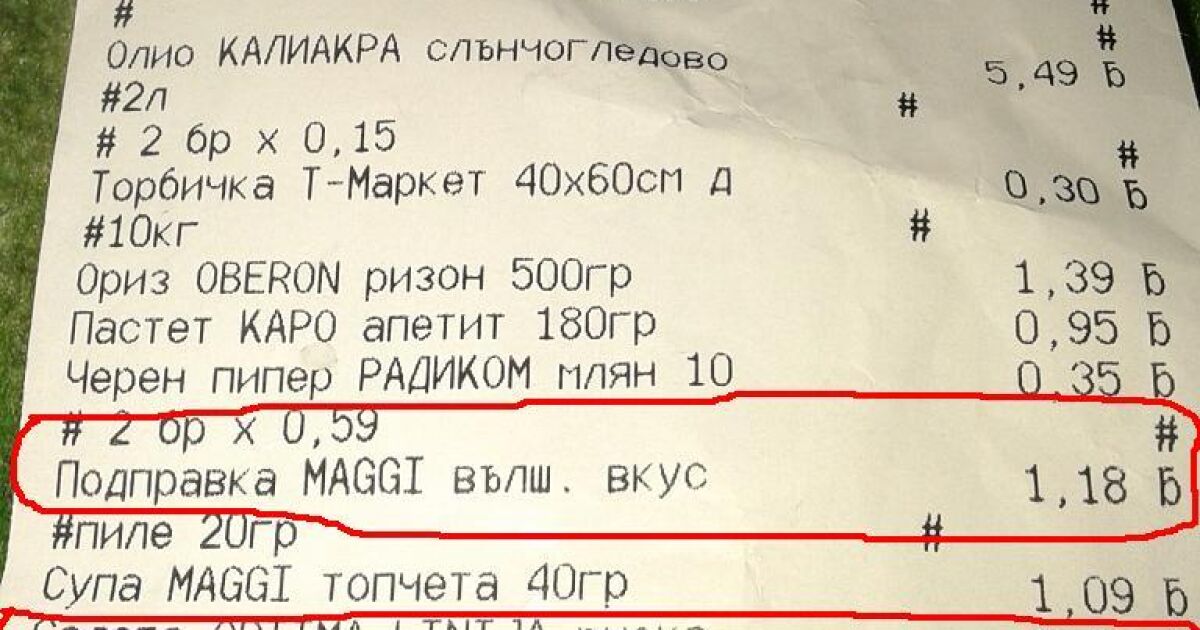 # #
#
Олио КАЛИАКРА слънчогледово 5,49 Б
#2л #
# 2 бр x 0,15 #
Торбичка Т-Маркет 40x60см д 0,30 Б
#10кг #
Ориз OBERON ризон 500гр 1,39 Б
Пастет КАРО апетит 180гр 0,95 Б
Черен пипер РАДИКОМ млян 10 0,35 Б
# 2 бр x 0,59 #
Подправка MAGGI вълш. вкус 1,18 Б
#пиле 20гр #
Супа MAGGI топчета 40гр 1,09 Б